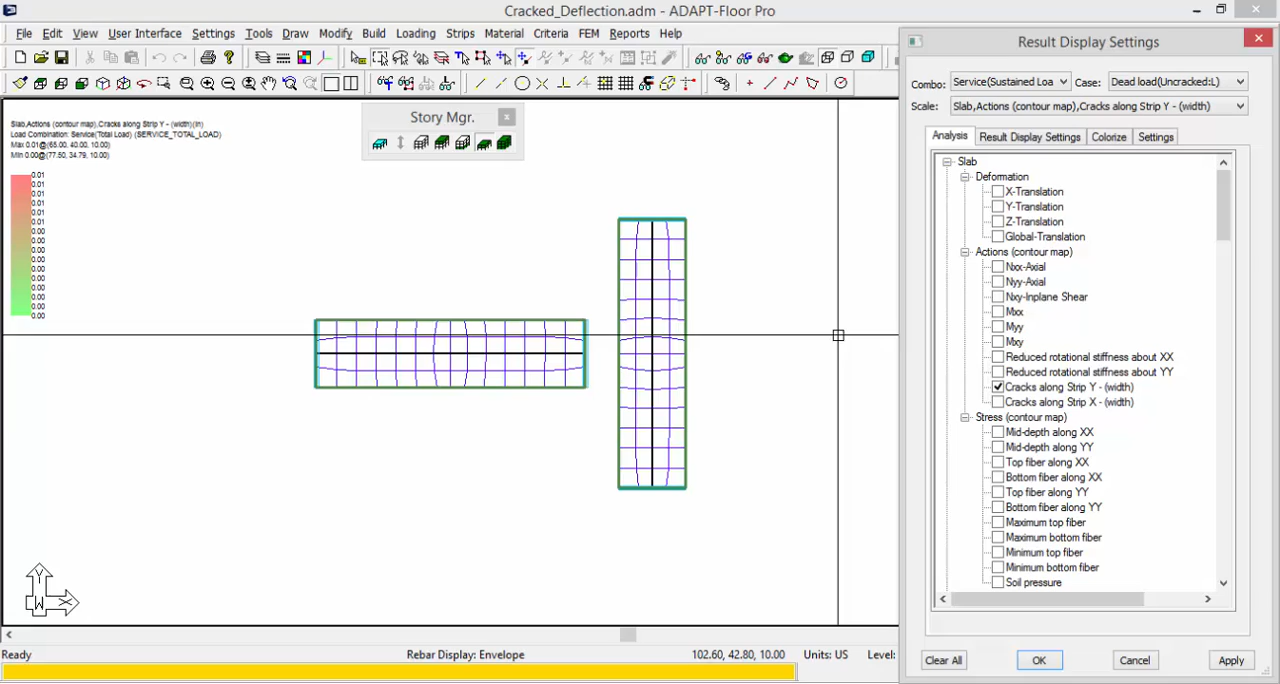 Cracked_Deflection.adm - ADAPT-Floor Pro
File Edit View User Interface Settings Tools Draw Modify Build Loading Strips Material Criteria FEM Reports Help
Slab,Actions (contour map),Cracks along Strip Y - (width)(in)
Load Combination: Service(Total Load) (SERVICE_TOTAL_LOAD)
Max 0.01@(65.00, 40.00, 10.00)
Min 0.00@(77.50, 34.79, 10.00)
0.01
0.01
0.01
0.01
0.01
0.01
0.00
0.00
0.00
0.00
0.00
0.00
0.00
0.00
0.00
0.00
Story Mgr.
Y
W X
Ready
Rebar Display: Envelope
102.60, 42.80, 10.00
Units: US
Level:
Result Display Settings
Combo: Service(Sustained Loa Case: Dead load(Uncracked:L)
Scale: Slab,Actions (contour map),Cracks along Strip Y - (width)
Analysis Result Display Settings Colorize Settings
Slab
Deformation
X-Translation
Y-Translation
Z-Translation
Global-Translation
Actions (contour map)
Nxx-Axial
Nyy-Axial
Nxy-Inplane Shear
Mxx
Myy
Mxy
Reduced rotational stiffness about XX
Reduced rotational stiffness about YY
Cracks along Strip Y - (width)
Cracks along Strip X - (width)
Stress (contour map)
Mid-depth along XX
Mid-depth along YY
Top fiber along XX
Bottom fiber along XX
Top fiber along YY
Bottom fiber along YY
Maximum top fiber
Maximum bottom fiber
Minimum top fiber
Minimum bottom fiber
Soil pressure
Clear All OK Cancel Apply